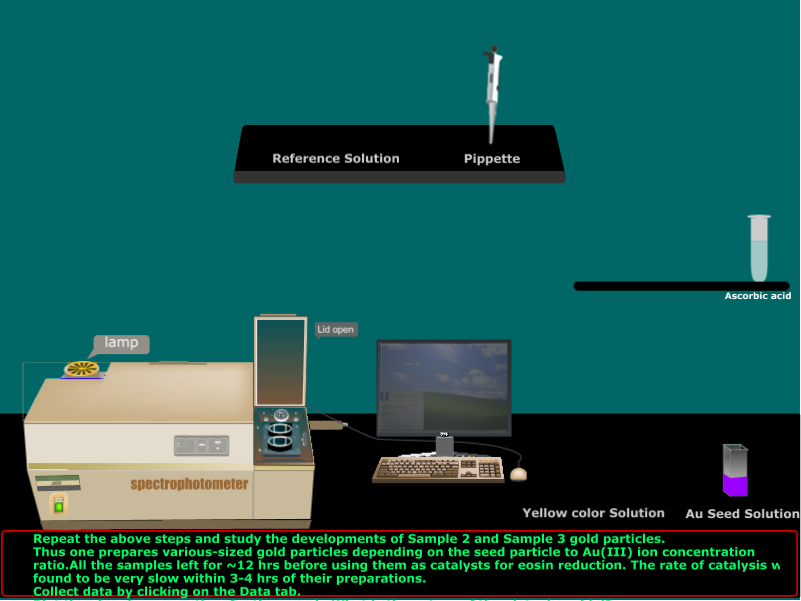 Reference Solution
Pippette
Ascorbic acid
Lid open
lamp
spectrophotometer
Yellow color Solution
Au Seed Solution
Repeat the above steps and study the developments of Sample 2 and Sample 3 gold particles.
Thus one prepares various-sized gold particles depending on the seed particle to Au(III) ion concentration
ratio.All the samples left for ~12 hrs before using them as catalysts for eosin reduction. The rate of catalysis w
found to be very slow within 3-4 hrs of their preparations.
Collect data by clicking on the Data tab.